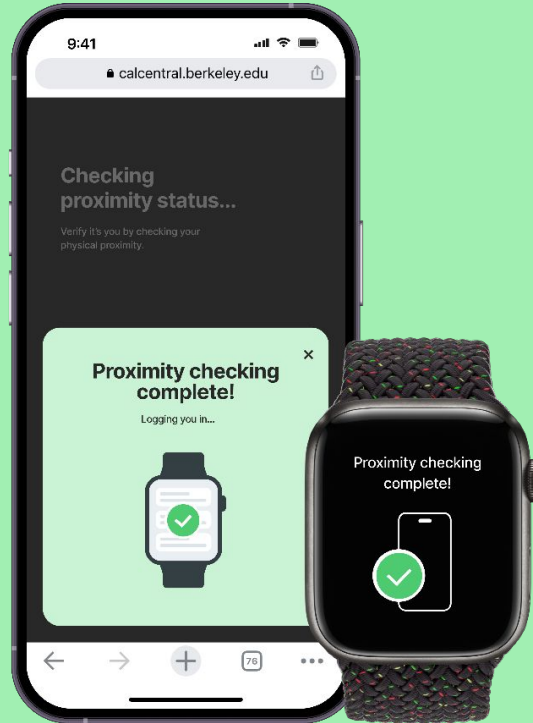 9:41
calcentral.berkeley.edu
Checking
proximity status...
Verify it's you by checking your
physical proximity.
Proximity checking
complete!
Logging you in...
76
Proximity checking
complete!